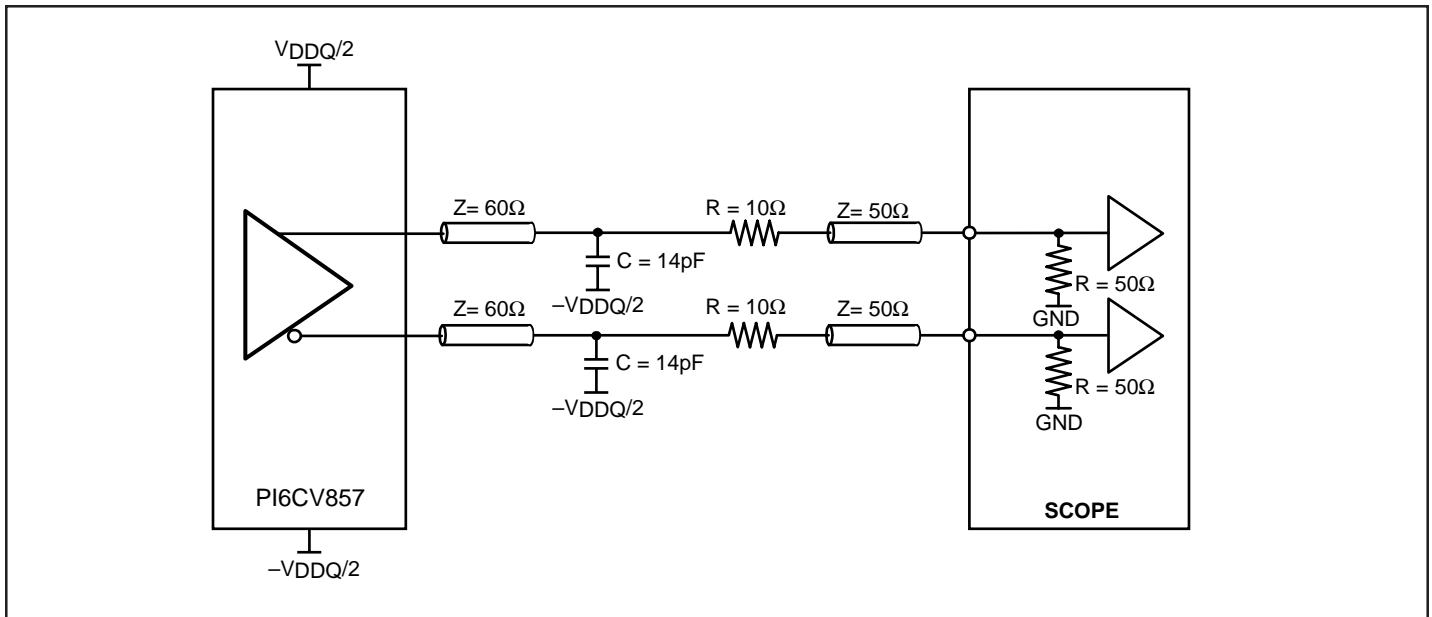 VDDQ/2
Z= 60Ω
R = 10Ω
Z= 50Ω
C = 14pF
–VDDQ/2
R = 50Ω
GND
Z= 60Ω
R = 10Ω
Z= 50Ω
C = 14pF
–VDDQ/2
R = 50Ω
GND
PI6CV857
SCOPE
–VDDQ/2